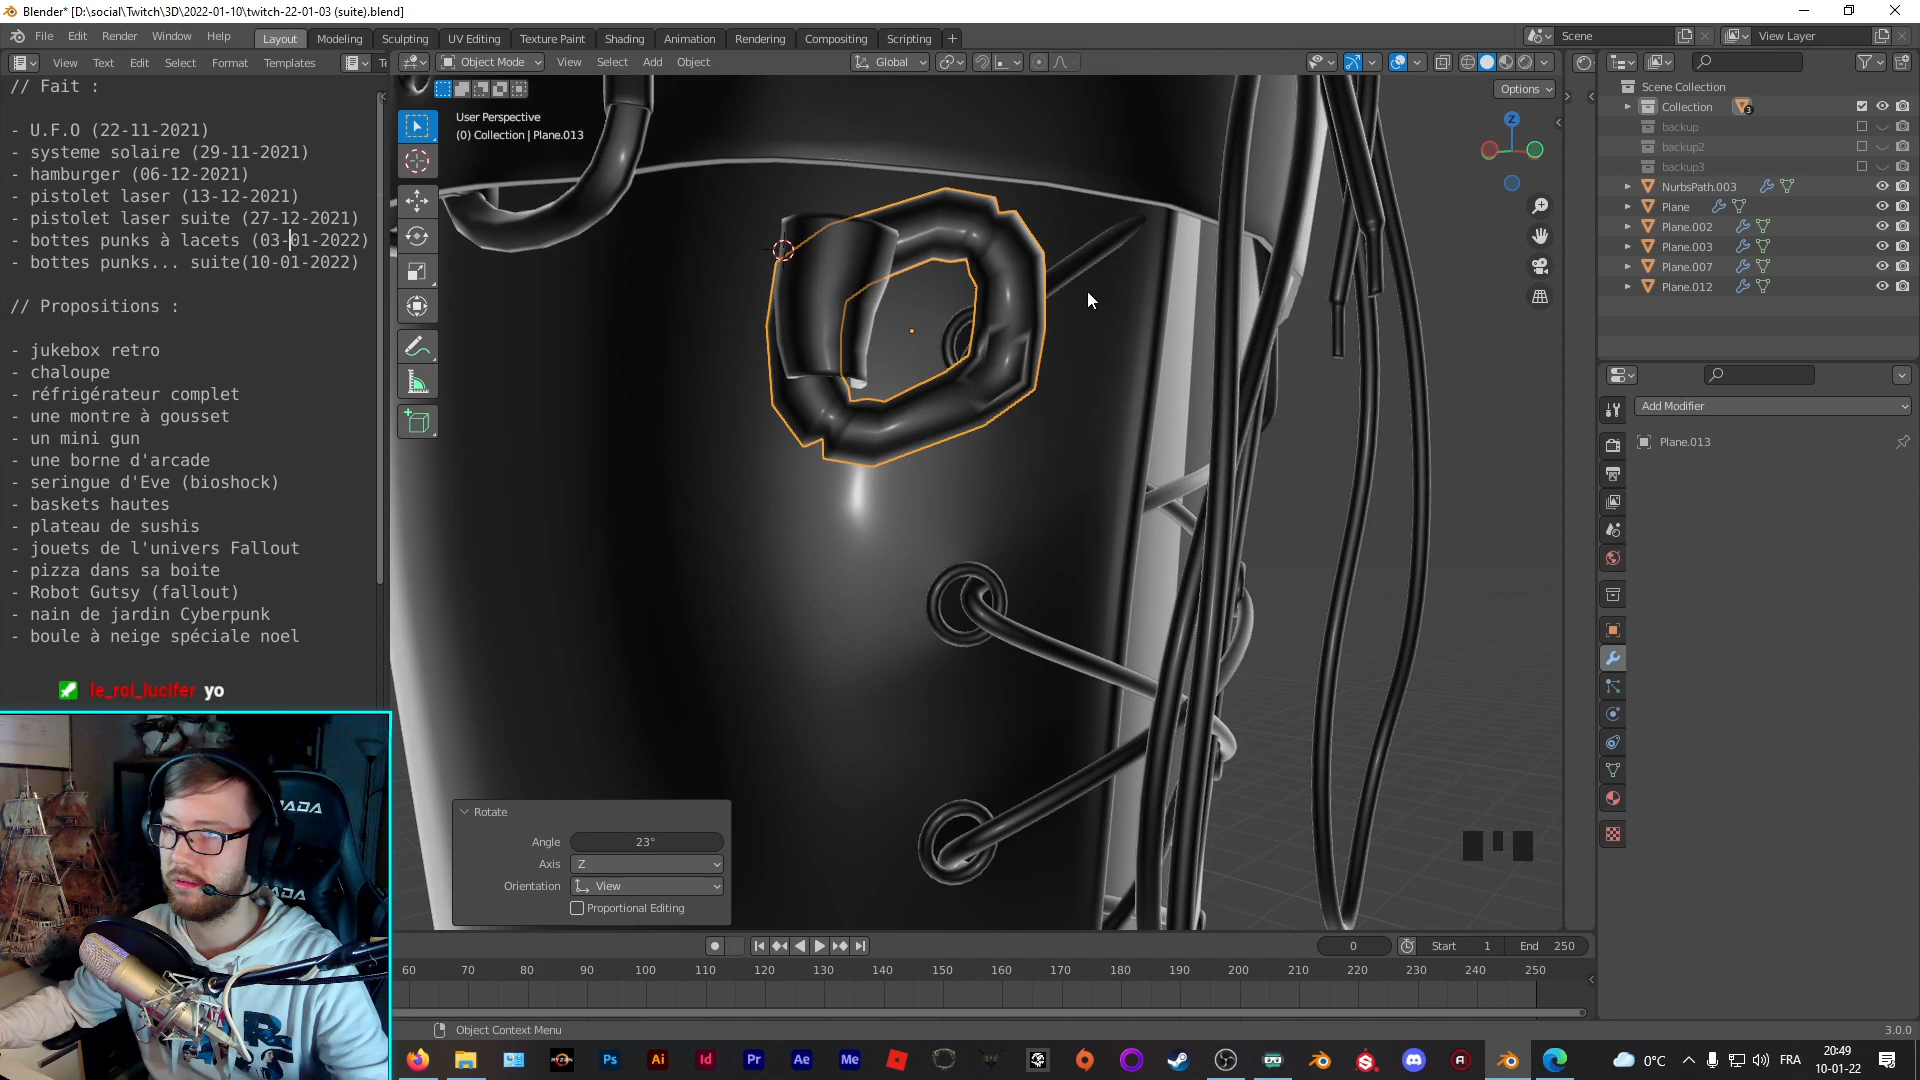 Blender* [D:\social\Twitch\3D\2022-01-10\twitch-22-01-03 (suite).blend]
File Edit Render Window Help Layout Modeling Sculpting UV Editing Texture Paint Shading Animation Rendering Compositing Scripting + Scene View Layer
View Text Edit Select Format Templates Te Object Mode View Select Add Object Global
Options
// Fait :
- U.F.O (22-11-2021)
- systeme solaire (29-11-2021)
- hamburger (06-12-2021)
- pistolet laser (13-12-2021)
- pistolet laser suite (27-12-2021)
- bottes punks à lacets (03-01-2022)
- bottes punks... suite(10-01-2022)
// Propositions :
- jukebox retro
- chaloupe
- réfrigérateur complet
- une montre à gousset
- un mini gun
- une borne d'arcade
- seringue d'Eve (bioshock)
- baskets hautes
- plateau de sushis
- jouets de l'univers Fallout
- pizza dans sa boite
- Robot Gutsy (fallout)
- nain de jardin Cyberpunk
- boule à neige spéciale noel
le_roi_lucifer yo
User Perspective
(0) Collection | Plane.013
Z
Rotate
Angle 23°
Axis Z
Orientation View
Proportional Editing
Scene Collection
Collection 3
backup
backup2
backup3
NurbsPath.003
Plane
Plane.002
Plane.003
Plane.007
Plane.012
Add Modifier
Plane.013
0 Start 1 End 250
60 70 80 90 100 110 120 130 140 150 160 170 180 190 200 210 220 230 240 250
Object Context Menu
3.0.0
RYZEN Ps Ai Id Pr Ae Me
0°C FRA
20:49
10-01-22